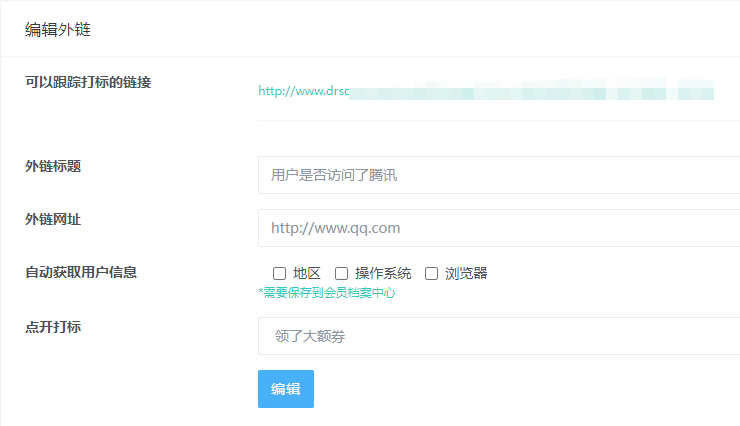 编辑外链
可以跟踪打标的链接
http://www.drsc
外链标题
用户是否访问了腾讯
外链网址
http://www.qq.com
自动获取用户信息
地区 操作系统 浏览器
*需要保存到会员档案中心
点开打标
领了大额券
编辑